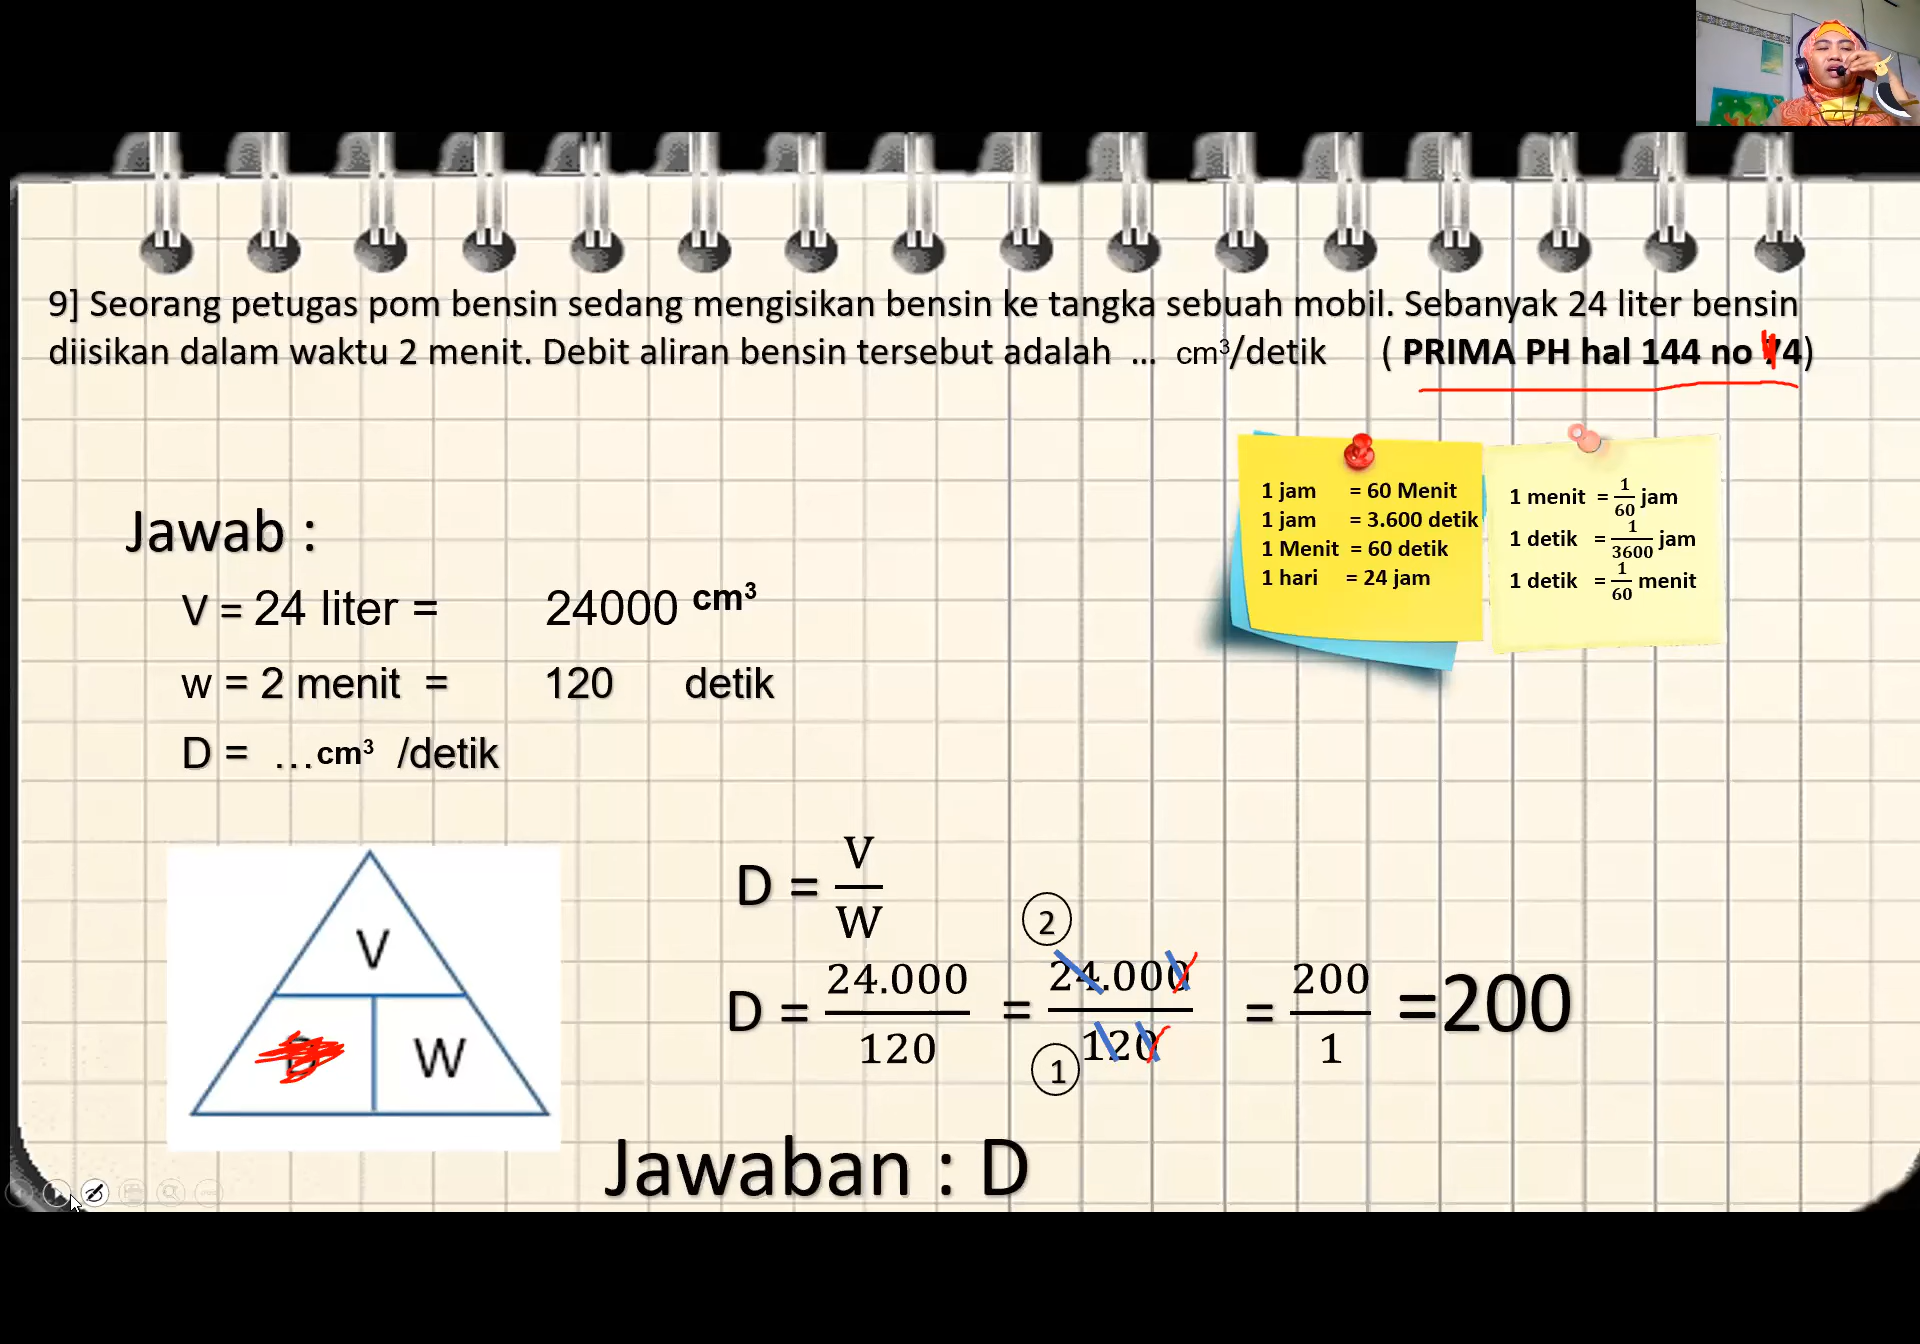 9] Seorang petugas pom bensin sedang mengisikan bensin ke tangka sebuah mobil. Sebanyak 24 liter bensin
diisikan dalam waktu 2 menit. Debit aliran bensin tersebut adalah ... cm³/detik ( PRIMA PH hal 144 no 4)
1 jam = 60 Menit
1 jam = 3.600 detik
1 Menit = 60 detik
1 hari = 24 jam
1 menit = 1/60 jam
1 detik = 1/3600 jam
1 detik = 1/60 menit
Jawab :
V = 24 liter = 24000 cm³
w = 2 menit = 120 detik
D = ...cm³ /detik
V
W
D = V/W
D = 24.000/120 = 24.000/120 = 200/1 =200
2
1
Jawaban : D